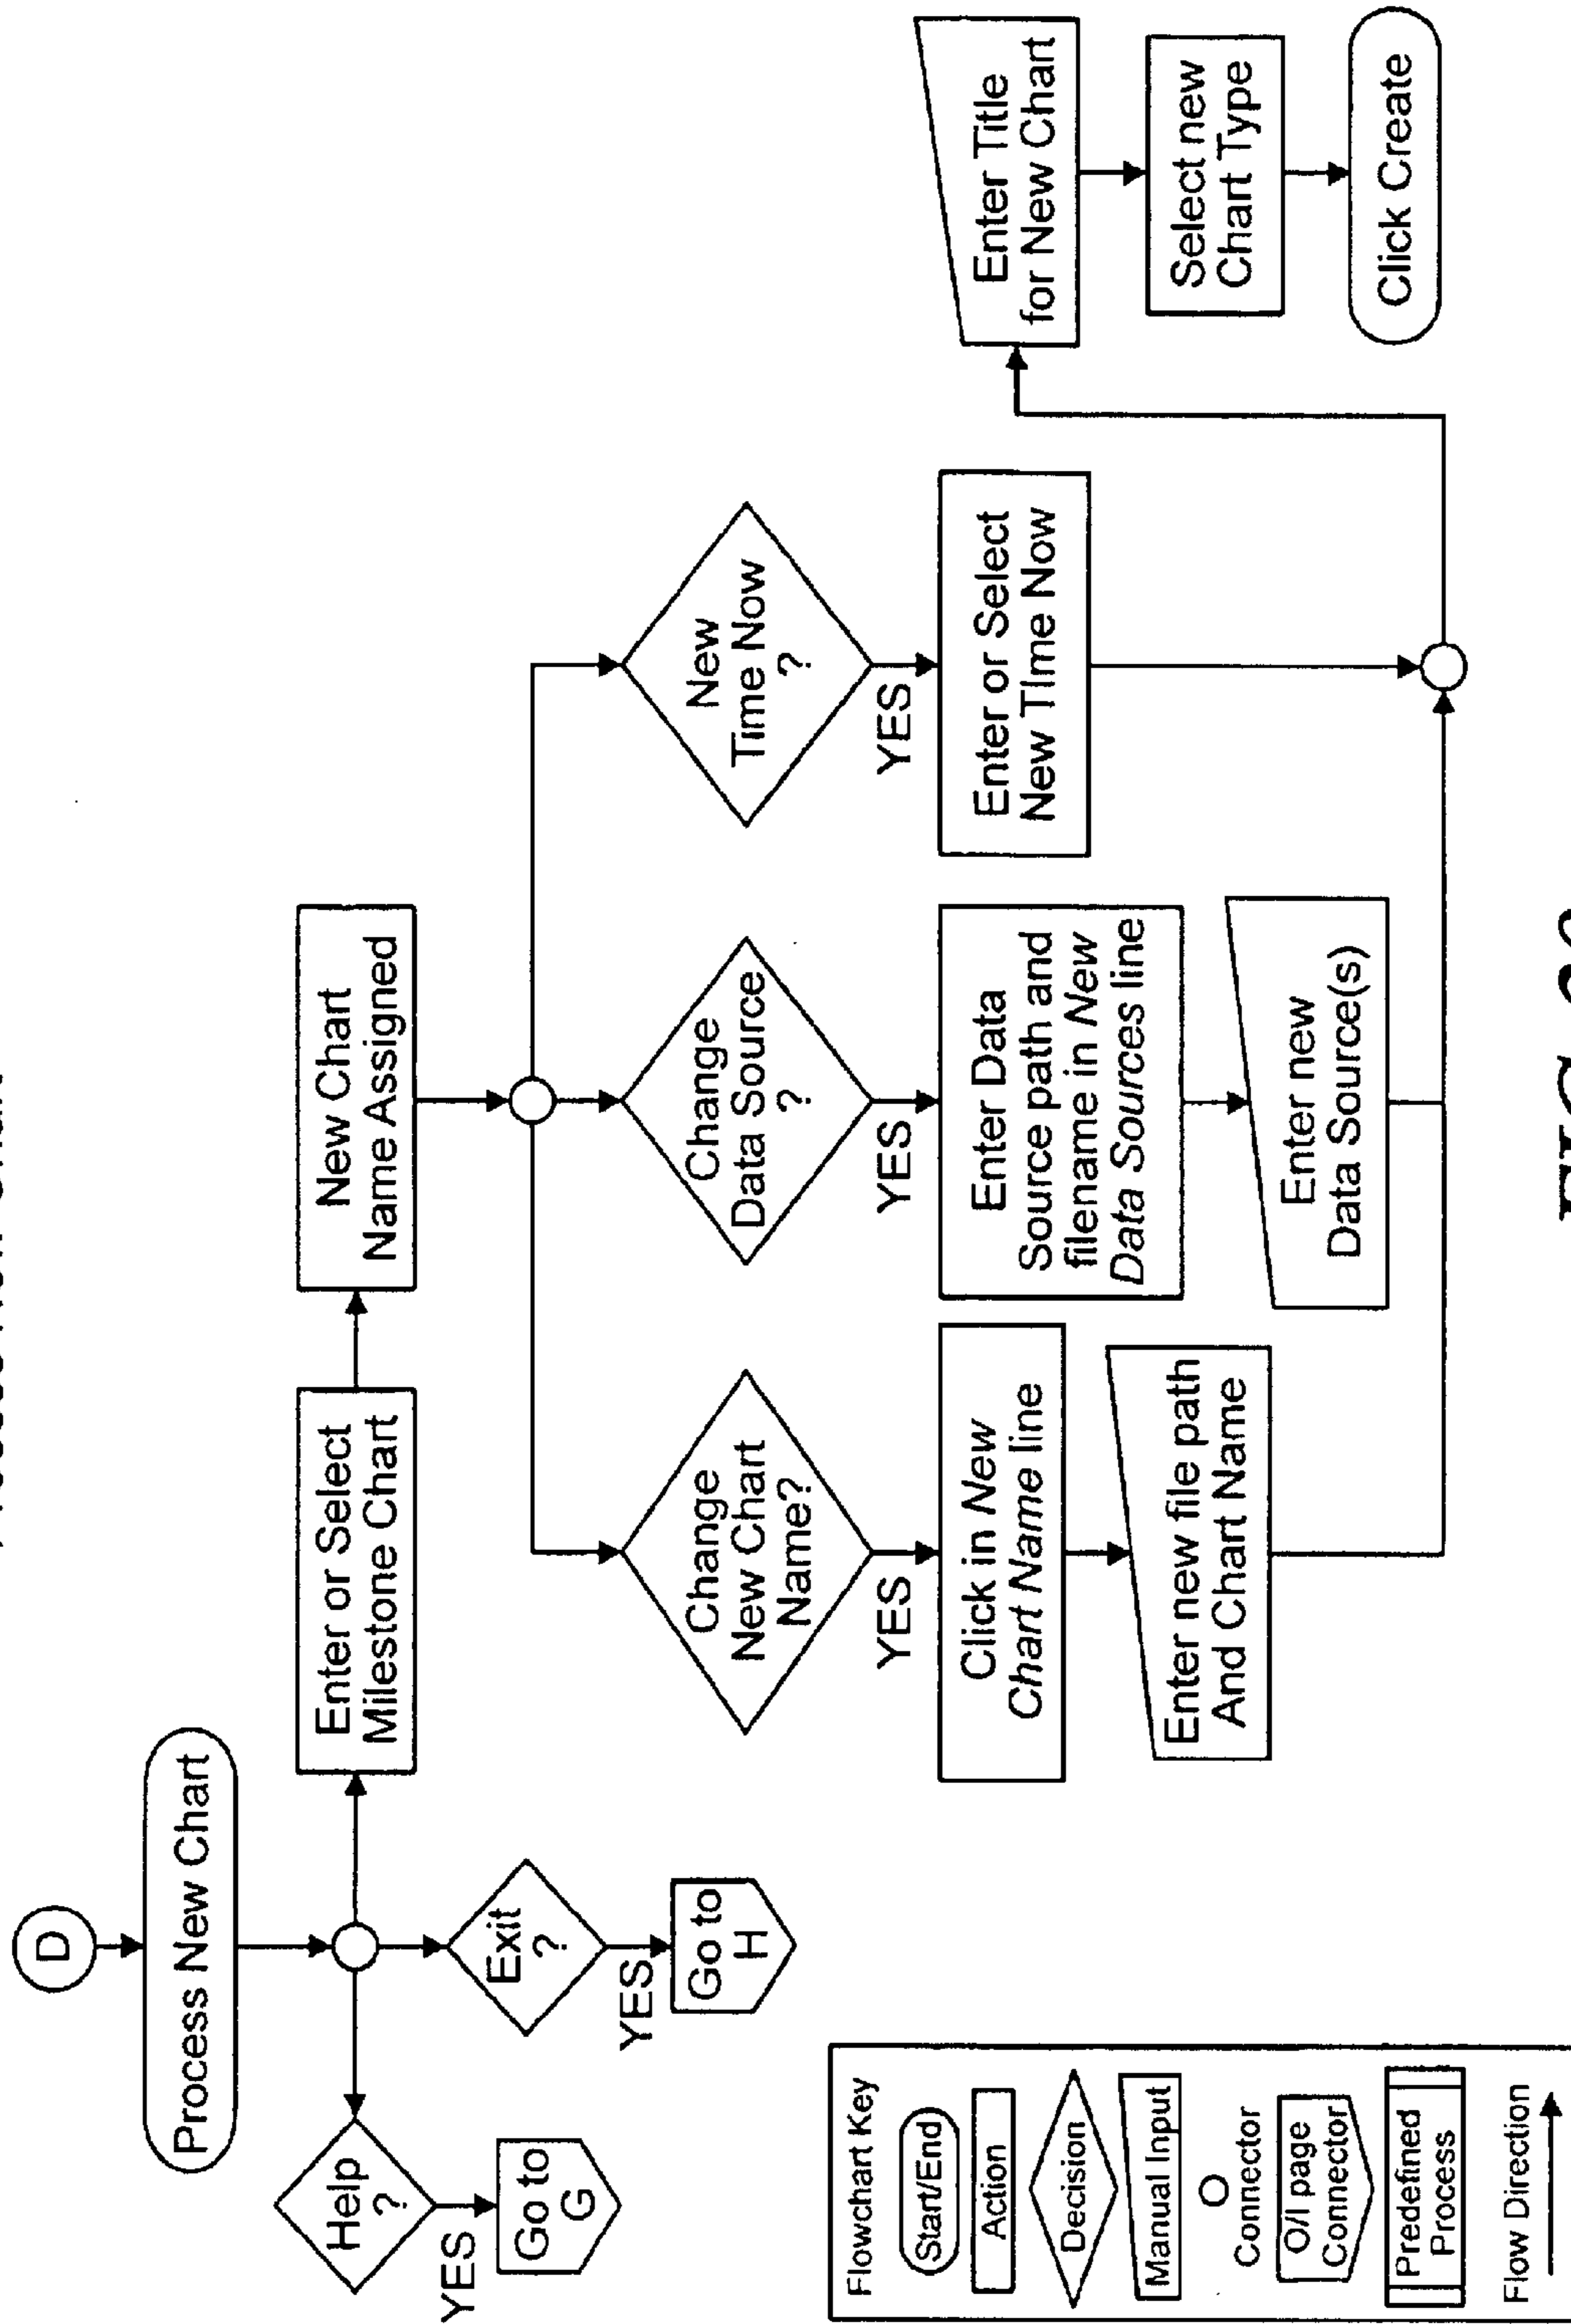 D
Process New Chart
Help
?
YES
Go to
G
Exit
?
YES
Go to
H
Enter or Select
Milestone Chart
New Chart
Name Assigned
Change
New Chart
Name?
YES
Click in New
Chart Name line
Enter new file path
And Chart Name
Change
Data Source
?
YES
Enter Data
Source path and
filename in New
Data Sources line
Enter new
Data Source(s)
New
Time Now
?
YES
Enter or Select
New TIme Now
Enter Title
for New Chart
Select new
Chart Type
Click Create
Flowchart Key
Start/End
Action
Decision
Manual Input
Connector
O/I page
Connector
Predefined
Process
Flow Direction